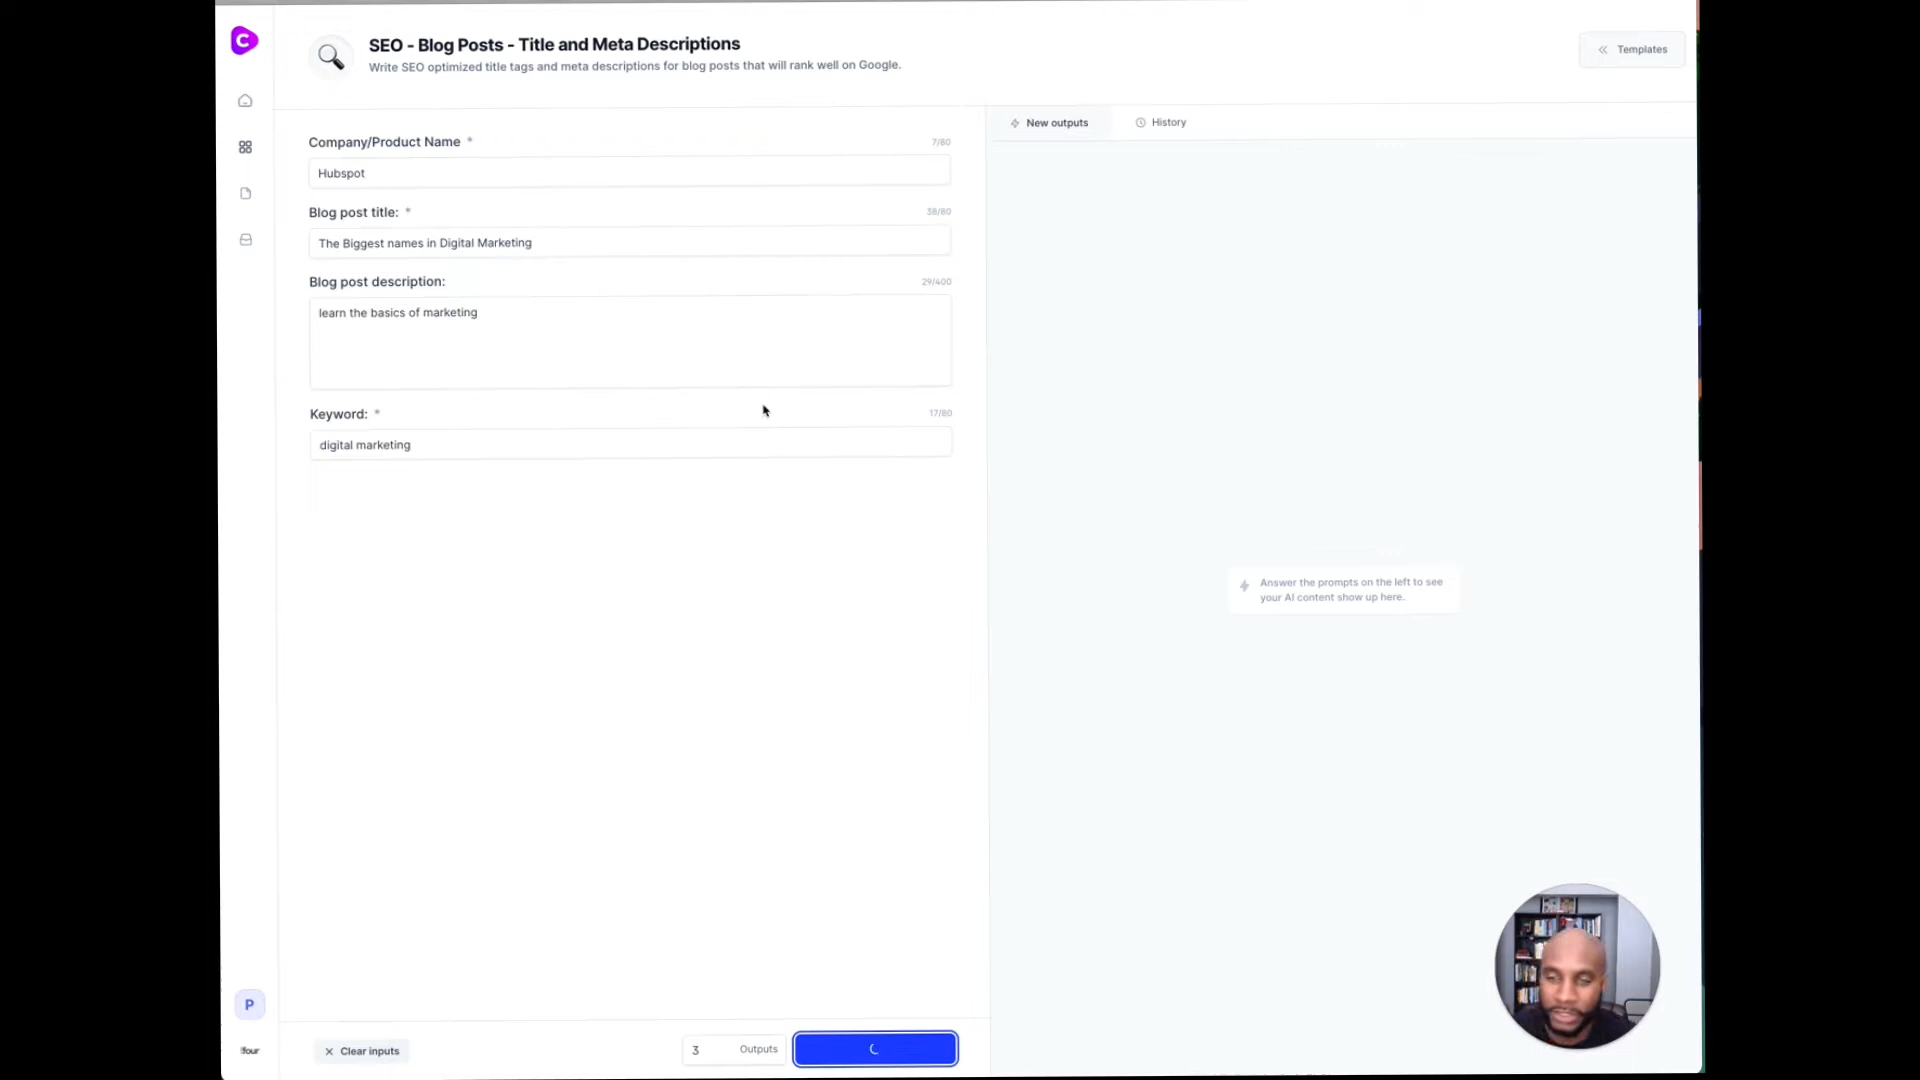 SEO - Blog Posts - Title and Meta Descriptions
Write SEO optimized title tags and meta descriptions for blog posts that will rank well on Google.
Templates
Company/Product Name *
7/80
Hubspot
Blog post title: *
38/80
The Biggest names in Digital Marketing
Blog post description:
29/400
learn the basics of marketing
Keyword: *
17/80
digital marketing
New outputs
History
Answer the prompts on the left to see
your AI content show up here.
P
Clear inputs
3
Outputs